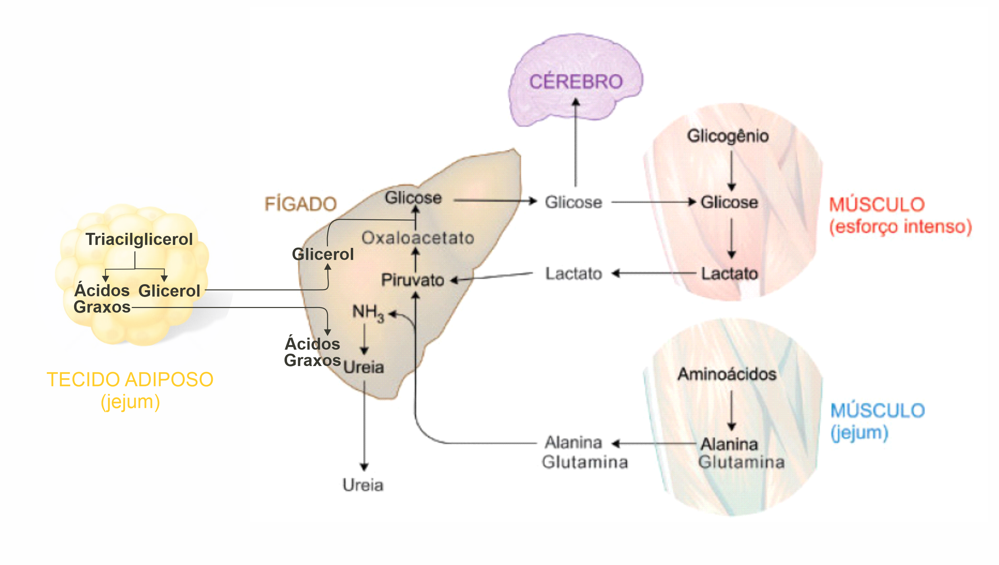 CÉREBRO
Glicogênio
FÍGADO
Glicose
Glicose
Glicose
MÚSCULO
(esforço intenso)
Triacilglicerol
Oxaloacetato
Glicerol
Piruvato
Lactato
Lactato
Ácidos
Graxos
Glicerol
NH3
Ácidos
Graxos
Ureia
TECIDO ADIPOSO
(jejum)
Aminoácidos
MÚSCULO
(jejum)
Alanina
Glutamina
Alanina
Glutamina
Ureia